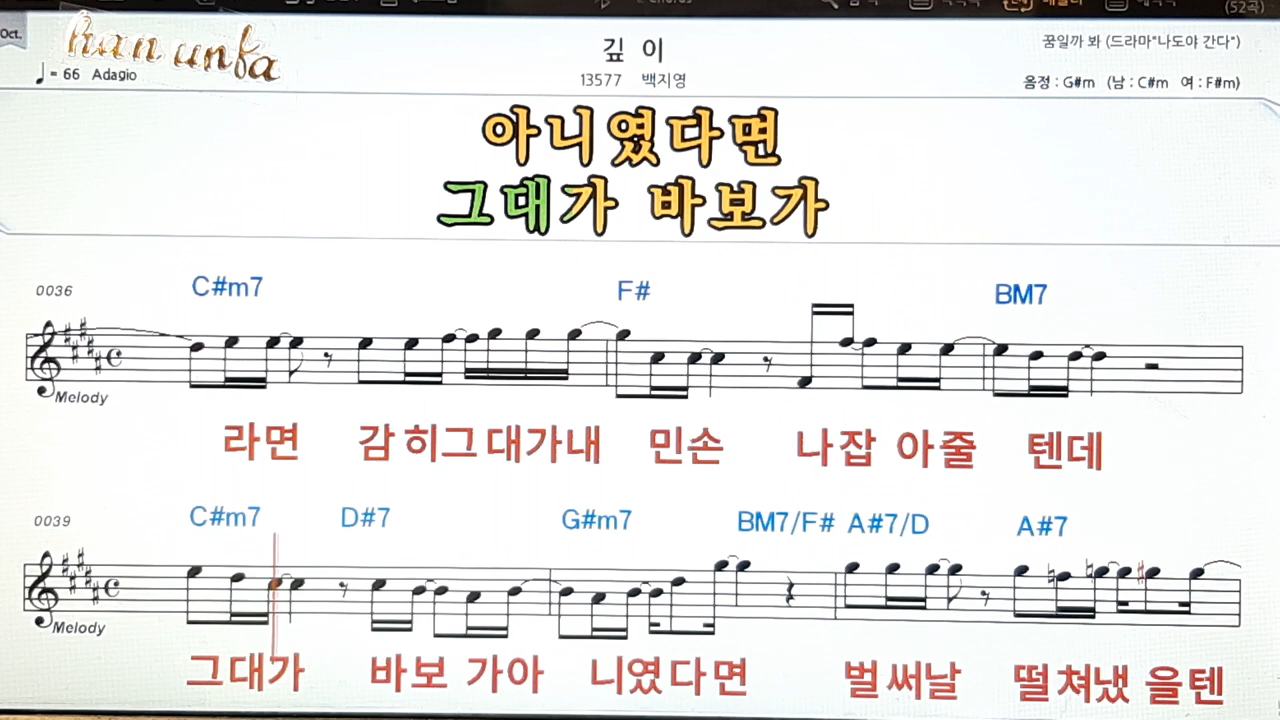 (52곡)
Oct.
han unfa
♩ = 66 Adagio
깊 이
13577 백지영
꿈일까 봐 (드라마"나도야 간다")
음정 : G#m (남 : C#m 여 : F#m)
아니였다면
그대가 바보가
0036
C#m7 F# BM7
Melody
라면 감히그대가내 민손 나잡 아줄 텐데
0039
C#m7 D#7 G#m7 BM7/F# A#7/D A#7
Melody
그대가 바보 가아 니였다면 벌써날 떨쳐냈 을텐